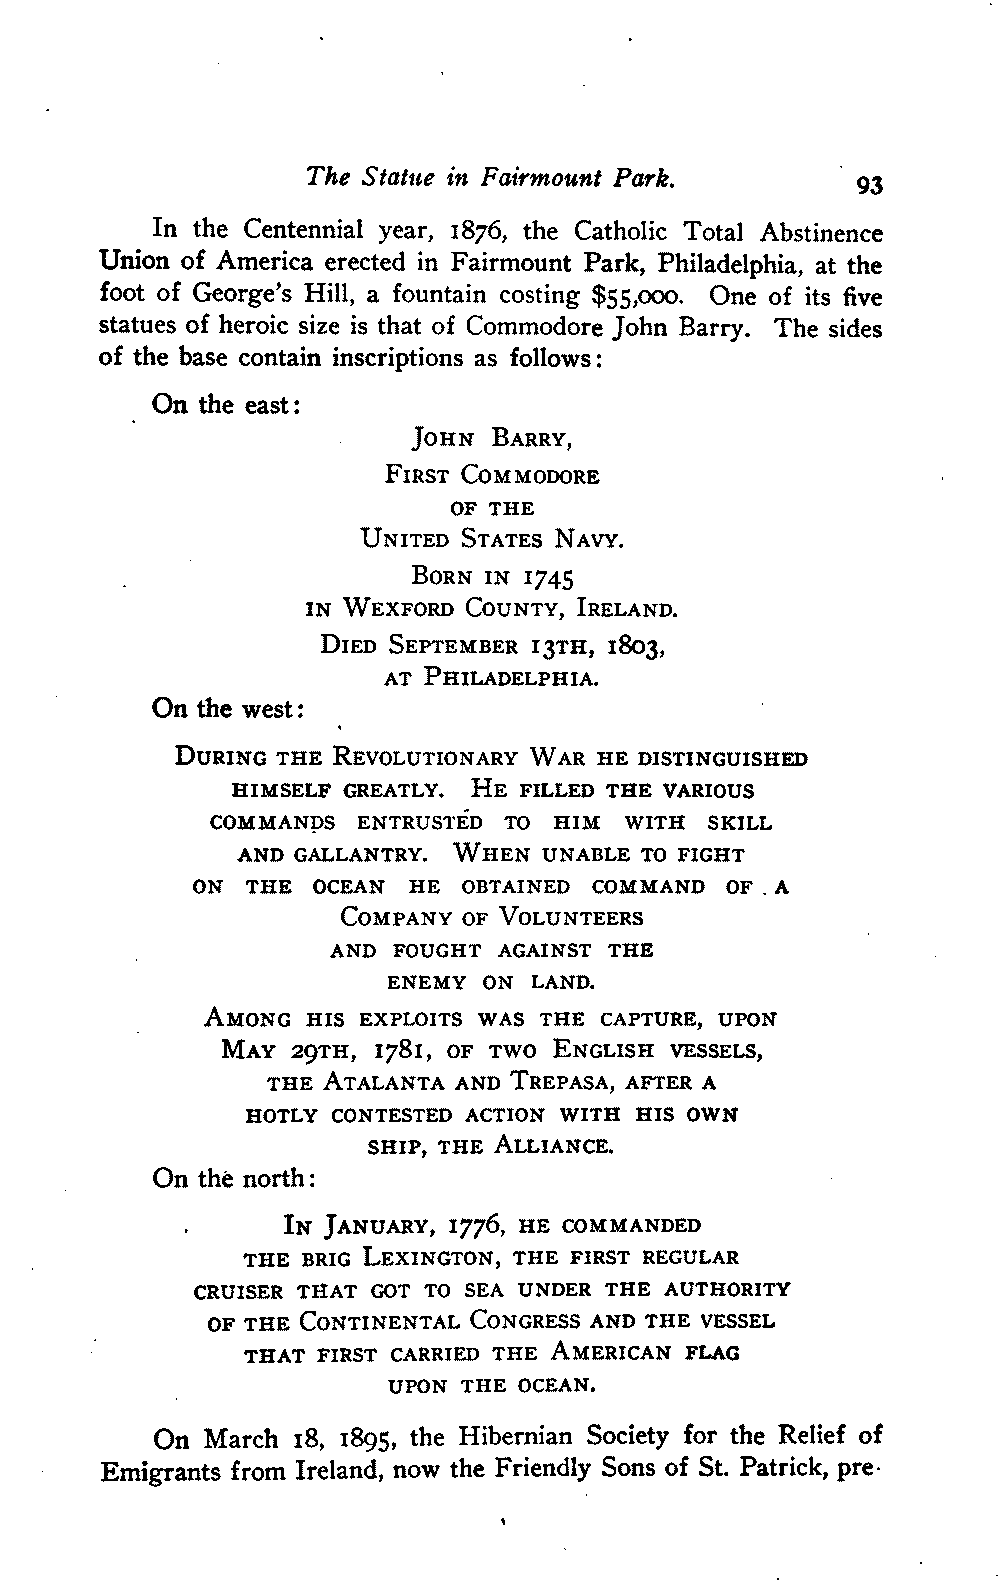 The Statue in Fairmount Park. 93
In the Centennial year, 1876, the Catholic Total Abstinence
Union of America erected in Fairmount Park, Philadelphia, at the
foot of George's Hill, a fountain costing $55,000. One of its five
statues of heroic size is that of Commodore John Barry. The sides
of the base contain inscriptions as follows:
On the east:
John Barry,
First Commodore
of the
United States Navy.
Born in 1745
in Wexford County, Ireland.
Died September 13th, 1803,
at Philadelphia.
On the west:
During the Revolutionary War he distinguished
himself greatly. He filled the various
commands entrusted to him with skill
and gallantry. When unable to fight
on the ocean he obtained command of a
Company of Volunteers
and fought against the
enemy on land.
Among his exploits was the capture, upon
May 29th, 1781, of two English vessels,
the Atalanta and Trepasa, after a
hotly contested action with his own
ship, the Alliance.
On the north:
In January, 1776, he commanded
the brig Lexington, the first regular
cruiser that got to sea under the authority
of the Continental Congress and the vessel
that first carried the American flag
upon the ocean.
On March 18, 1895, the Hibernian Society for the Relief of
Emigrants from Ireland, now the Friendly Sons of St. Patrick, pre-